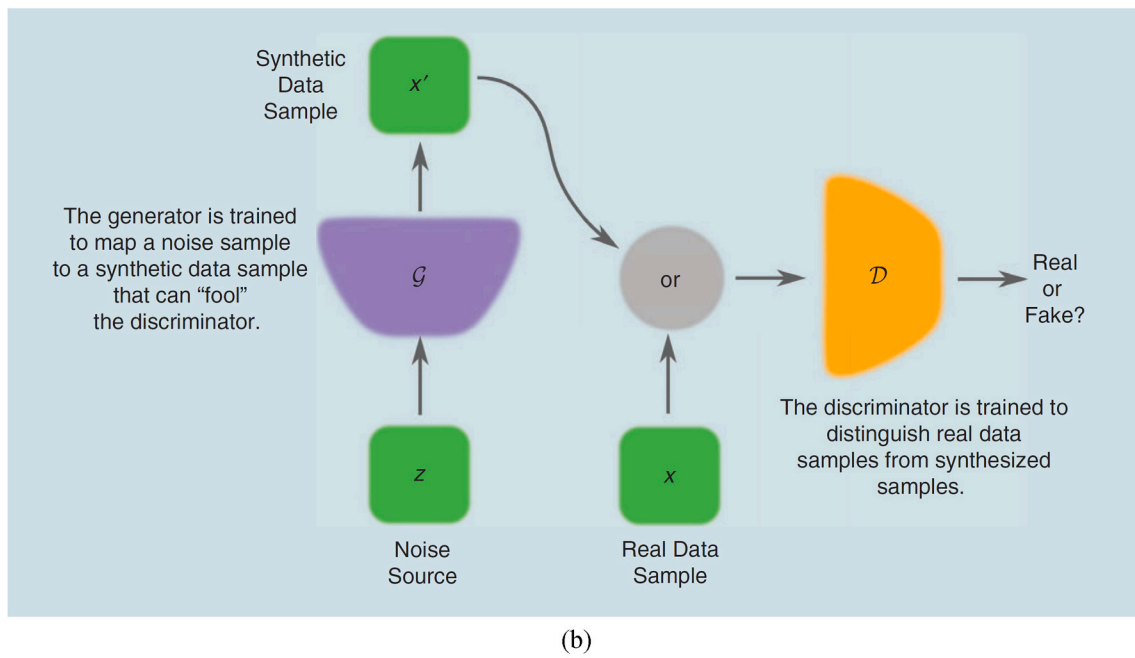 Synthetic
Data
Sample
x′
The generator is trained
to map a noise sample
to a synthetic data sample
that can “fool”
the discriminator.
G
or
D
Real
or
Fake?
The discriminator is trained to
distinguish real data
samples from synthesized
samples.
z
x
Noise
Source
Real Data
Sample
(b)